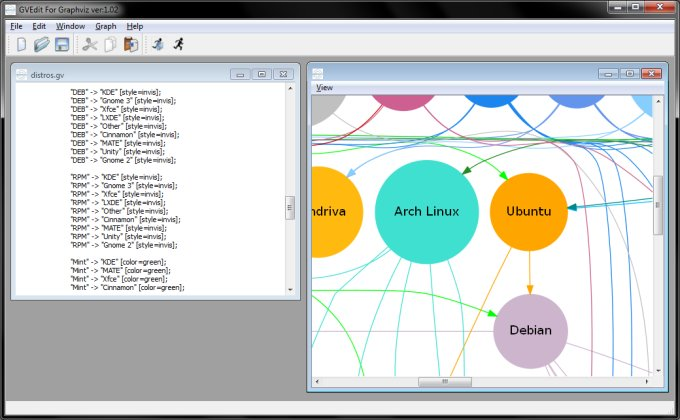 GVEdit For Graphviz ver:1.02
File Edit Window Graph Help
distros.gv
"DEB" -> "KDE" [style=invis];
"DEB" -> "Gnome 3" [style=invis];
"DEB" -> "Xfce" [style=invis];
"DEB" -> "LXDE" [style=invis];
"DEB" -> "Other" [style=invis];
"DEB" -> "Cinnamon" [style=invis];
"DEB" -> "MATE" [style=invis];
"DEB" -> "Unity" [style=invis];
"DEB" -> "Gnome 2" [style=invis];
"RPM" -> "KDE" [style=invis];
"RPM" -> "Gnome 3" [style=invis];
"RPM" -> "Xfce" [style=invis];
"RPM" -> "LXDE" [style=invis];
"RPM" -> "Other" [style=invis];
"RPM" -> "Cinnamon" [style=invis];
"RPM" -> "MATE" [style=invis];
"RPM" -> "Unity" [style=invis];
"RPM" -> "Gnome 2" [style=invis];
"Mint" -> "KDE" [color=green];
"Mint" -> "MATE" [color=green];
"Mint" -> "Xfce" [color=green];
"Mint" -> "Cinnamon" [color=green];
View
ndriva
Arch Linux
Ubuntu
Debian